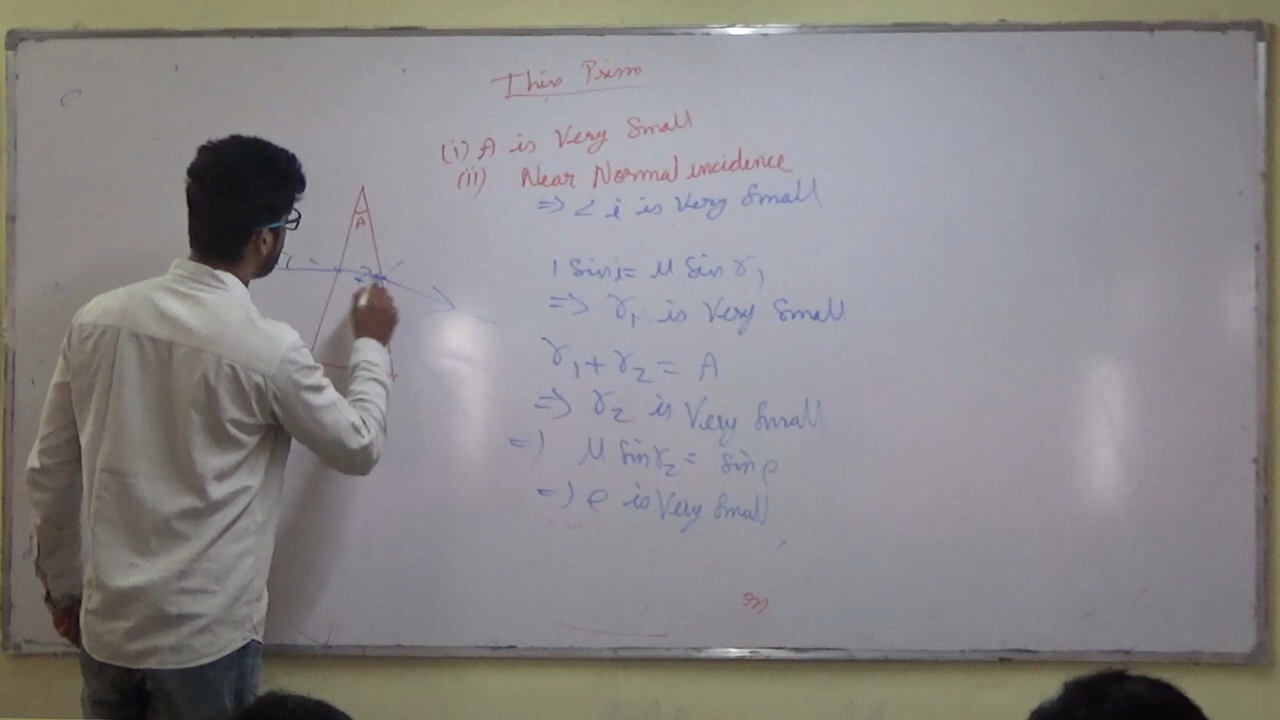 Thin Prism
(i) A is Very Small
(ii) Near Normal incidence
⇒ ∠ i is Very Small
A
1 Sin i = μ Sin r₁
⇒ r₁ is Very Small
r₁ + r₂ = A
⇒ r₂ is Very Small
⇒ μ Sin r₂ = Sin e
⇒ e is Very Small